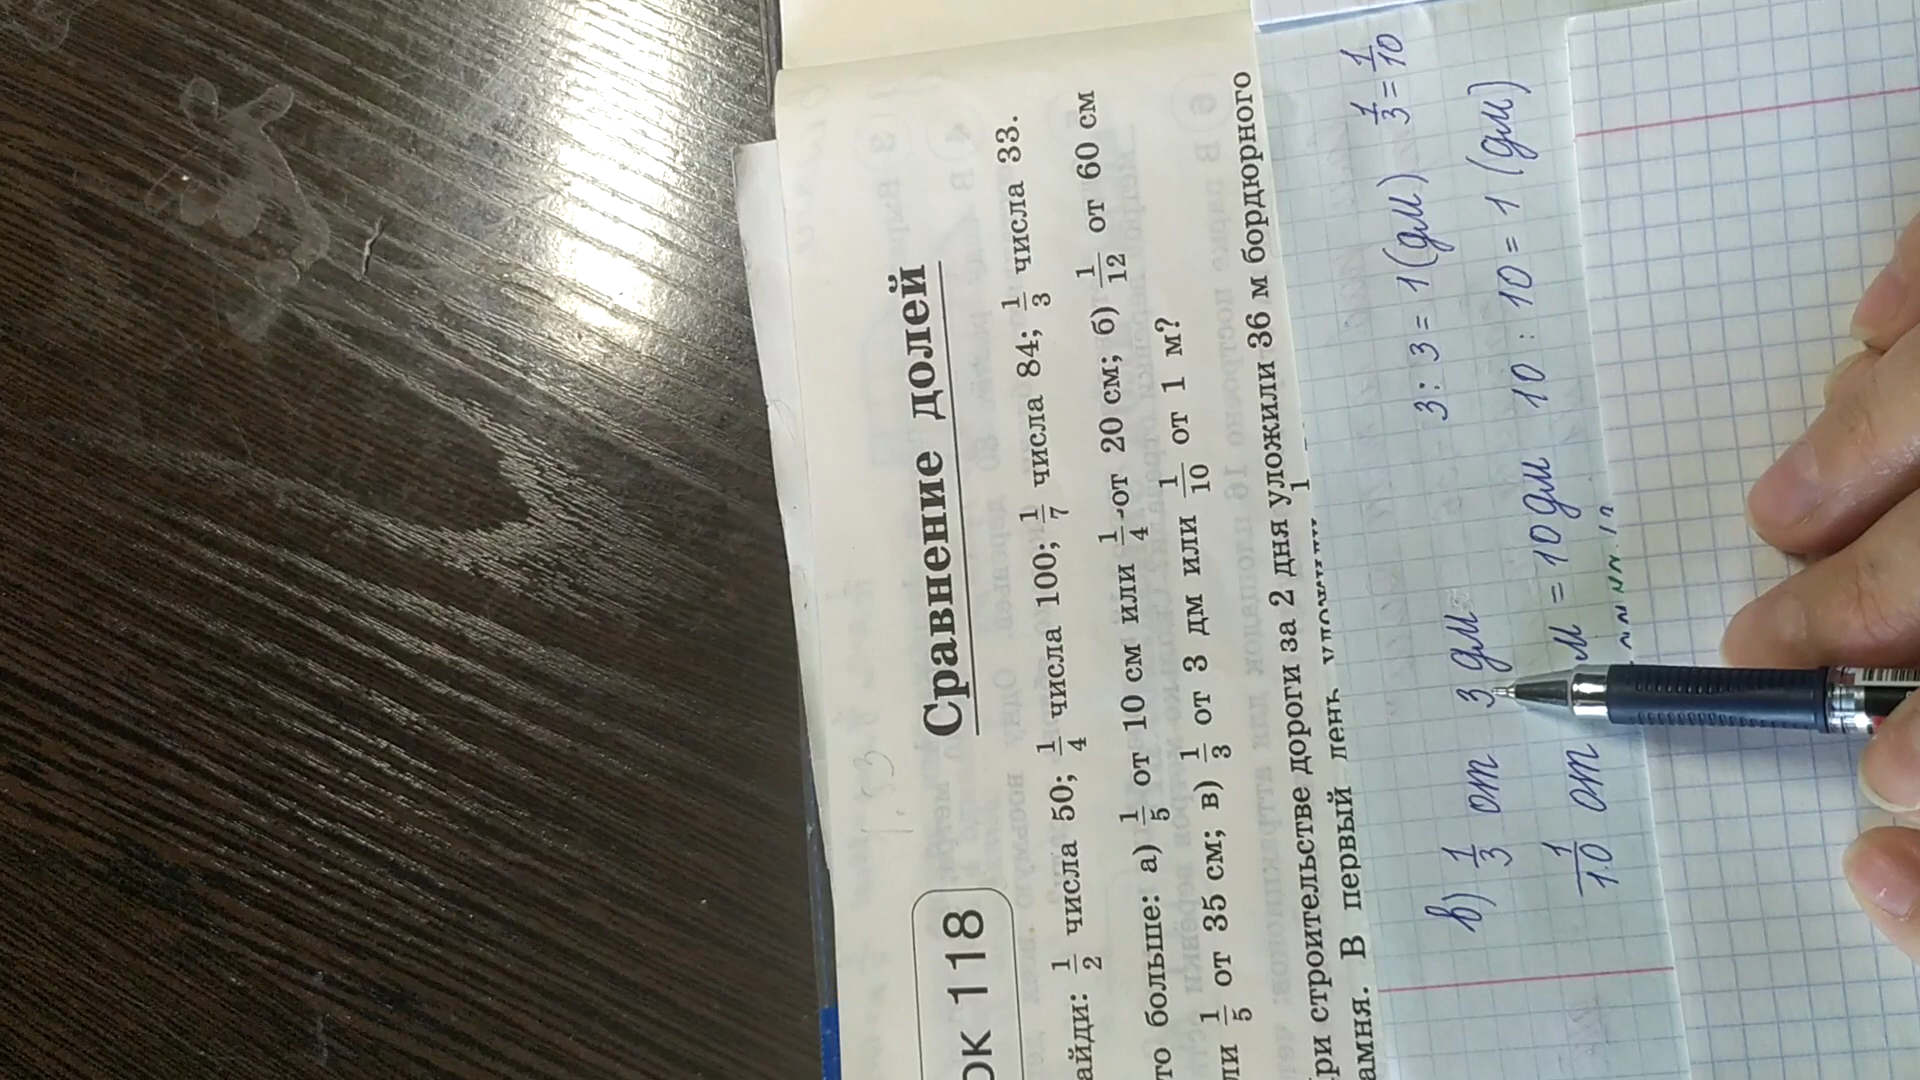 ОК 118
Сравнение долей
айди: 1/2 числа 50; 1/4 числа 100; 1/7 числа 84; 1/3 числа 33.
то больше: а) 1/5 от 10 см или 1/4 от 20 см; б) 1/12 от 60 см
ли 1/5 от 35 см; в) 1/3 от 3 дм или 1/10 от 1 м?
ри строительстве дороги за 2 дня уложили 36 м бордюрного
амня. В первый день 1
в) 1/3 от 3 дм 3 : 3 = 1 (дм) 1/3 = 1/10
1/10 от м = 10 дм 10 : 10 = 1 (дм)